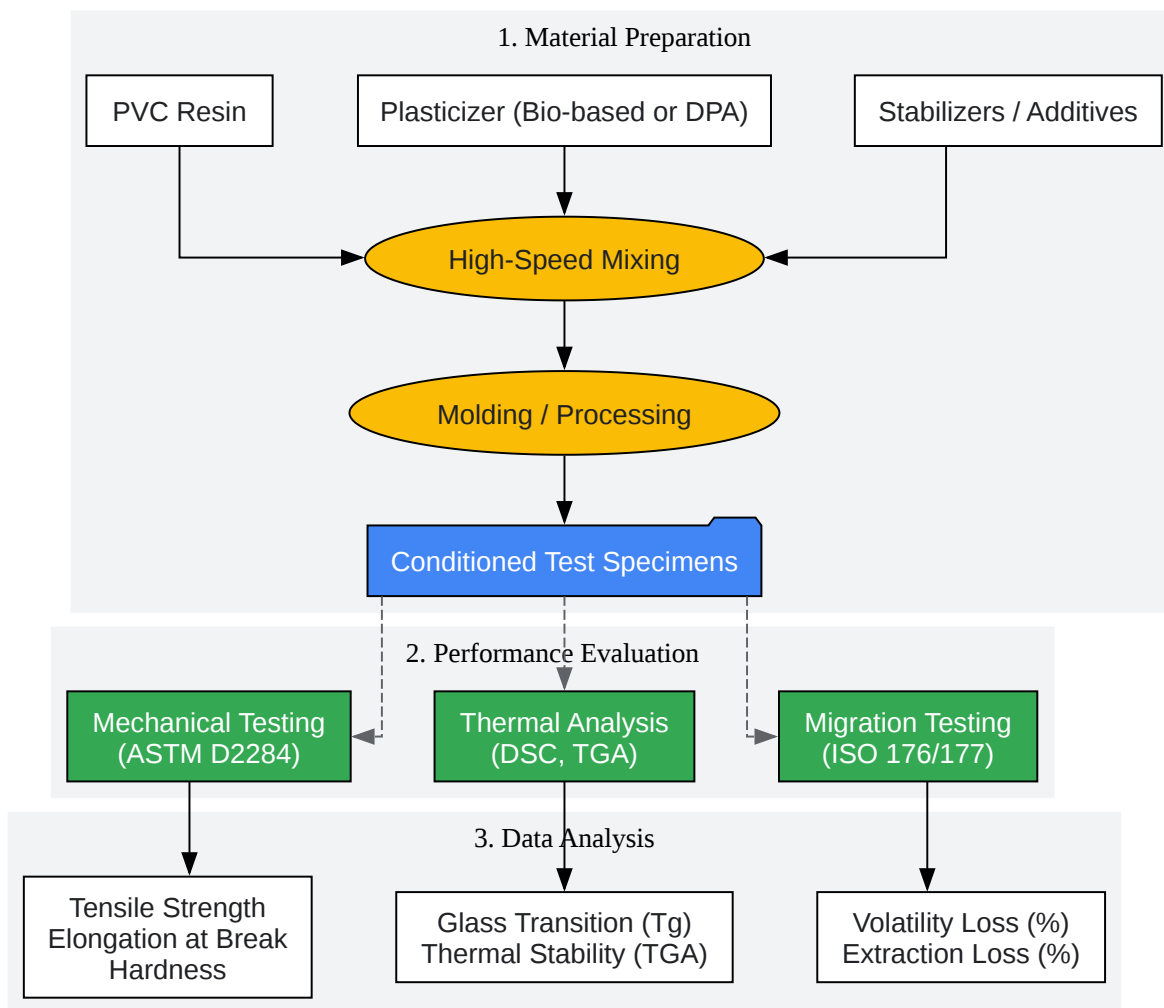 1. Material Preparation
PVC Resin
Plasticizer (Bio-based or DPA)
Stabilizers / Additives
High-Speed Mixing
Molding / Processing
Conditioned Test Specimens
2. Performance Evaluation
Mechanical Testing
(ASTM D2284)
Thermal Analysis
(DSC, TGA)
Migration Testing
(ISO 176/177)
3. Data Analysis
Tensile Strength
Elongation at Break
Hardness
Glass Transition (Tg)
Thermal Stability (TGA)
Volatility Loss (%)
Extraction Loss (%)